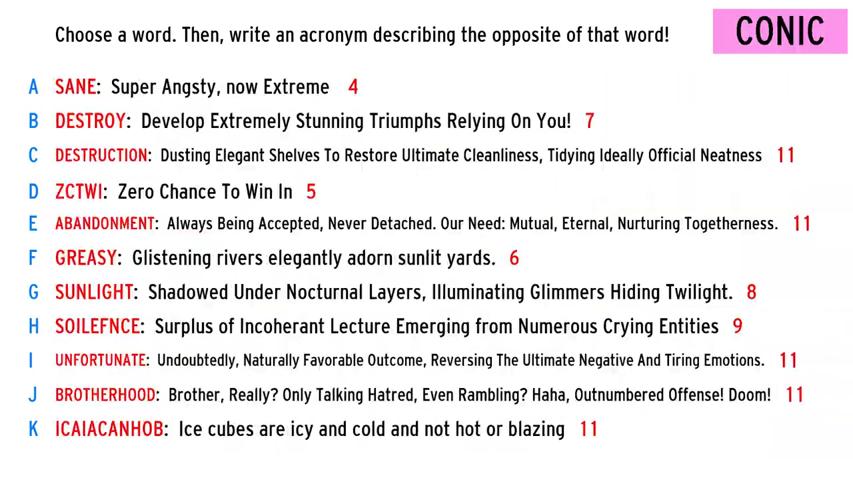 Choose a word. Then, write an acronym describing the opposite of that word!
CONIC
A SANE: Super Angsty, now Extreme 4
B DESTROY: Develop Extremely Stunning Triumphs Relying On You! 7
C DESTRUCTION: Dusting Elegant Shelves To Restore Ultimate Cleanliness, Tidying Ideally Official Neatness 11
D ZCTWI: Zero Chance To Win In 5
E ABANDONMENT: Always Being Accepted, Never Detached. Our Need: Mutual, Eternal, Nurturing Togetherness. 11
F GREASY: Glistening rivers elegantly adorn sunlit yards. 6
G SUNLIGHT: Shadowed Under Nocturnal Layers, Illuminating Glimmers Hiding Twilight. 8
H SOILEFNCE: Surplus of Incoherant Lecture Emerging from Numerous Crying Entities 9
I UNFORTUNATE: Undoubtedly, Naturally Favorable Outcome, Reversing The Ultimate Negative And Tiring Emotions. 11
J BROTHERHOOD: Brother, Really? Only Talking Hatred, Even Rambling? Haha, Outnumbered Offense! Doom! 11
K ICAIACANHOB: Ice cubes are icy and cold and not hot or blazing 11